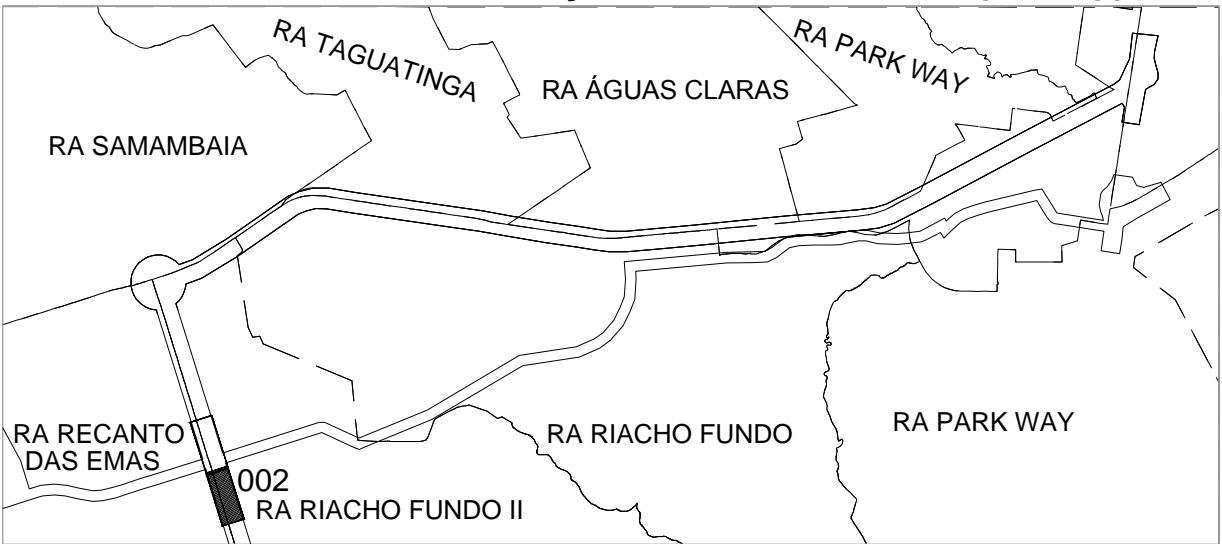 RA TAGUATINGA
RA PARK WAY
RA ÁGUAS CLARAS
RA SAMAMBAIA
RA RECANTO
DAS EMAS
RA RIACHO FUNDO
RA PARK WAY
002
RA RIACHO FUNDO II